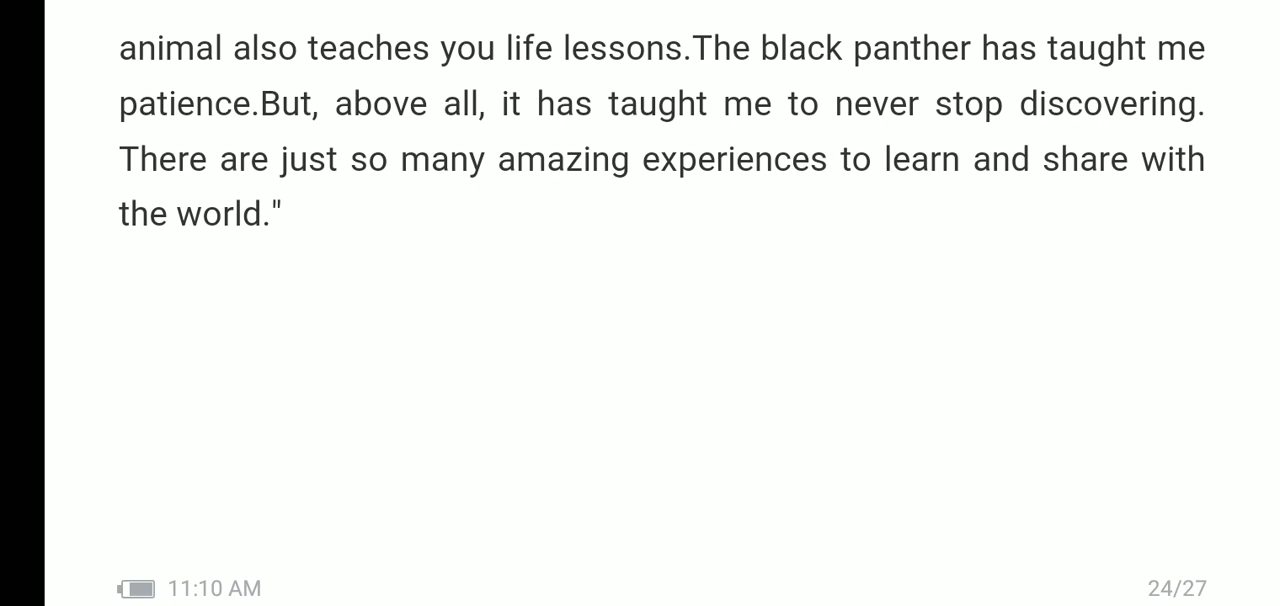 animal also teaches you life lessons.The black panther has taught me
patience.But, above all, it has taught me to never stop discovering.
There are just so many amazing experiences to learn and share with
the world."
11:10 AM
24/27